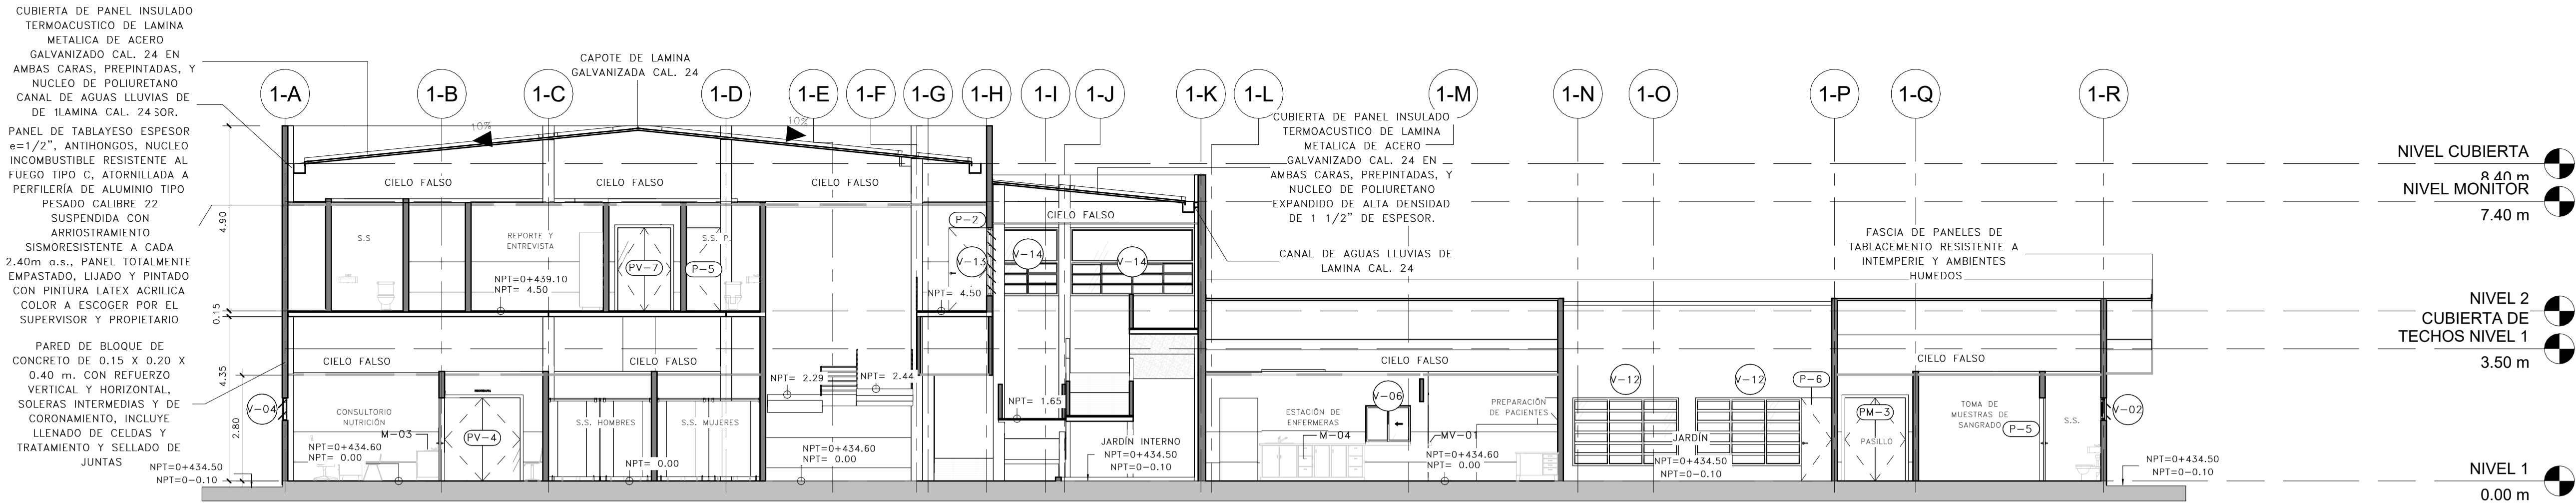 CUBIERTA DE PANEL INSULADO
TERMOACUSTICO DE LAMINA
METALICA DE ACERO
GALVANIZADO CAL. 24 EN
AMBAS CARAS, PREPINTADAS, Y
NUCLEO DE POLIURETANO
CANAL DE AGUAS LLUVIAS DE
LAMINA CAL. 24
PANEL DE TABLAYESO ESPESOR
e=1/2", ANTIHONGOS, NUCLEO
INCOMBUSTIBLE RESISTENTE AL
FUEGO TIPO C, ATORNILLADA A
PERFILERÍA DE ALUMINIO TIPO
PESADO CALIBRE 22
SUSPENDIDA CON
ARRIOSTRAMIENTO
SISMORESISTENTE A CADA
2.40m a.s., PANEL TOTALMENTE
EMPASTADO, LIJADO Y PINTADO
CON PINTURA LATEX ACRILICA
COLOR A ESCOGER POR EL
SUPERVISOR Y PROPIETARIO
PARED DE BLOQUE DE
CONCRETO DE 0.15 X 0.20 X
0.40 m. CON REFUERZO
VERTICAL Y HORIZONTAL,
SOLERAS INTERMEDIAS Y DE
CORONAMIENTO, INCLUYE
LLENADO DE CELDAS Y
TRATAMIENTO Y SELLADO DE
JUNTAS
NPT=0+434.50
NPT=0-0.10
4.90
0.15
4.35
2.80
CAPOTE DE LAMINA
GALVANIZADA CAL. 24
1-A
1-B
1-C
1-D
1-E
1-F
1-G
1-H
1-I
1-J
1-K
1-L
1-M
1-N
1-O
1-P
1-Q
1-R
10%
10%
CIELO FALSO
CIELO FALSO
CIELO FALSO
CIELO FALSO
S.S
REPORTE Y
ENTREVISTA
S.S. P.
PV-7
P-5
P-2
V-13
V-14
V-14
NPT=0+439.10
NPT= 4.50
NPT= 4.50
CUBIERTA DE PANEL INSULADO
TERMOACUSTICO DE LAMINA
METALICA DE ACERO
GALVANIZADO CAL. 24 EN
AMBAS CARAS, PREPINTADAS, Y
NUCLEO DE POLIURETANO
EXPANDIDO DE ALTA DENSIDAD
DE 1 1/2" DE ESPESOR.
CANAL DE AGUAS LLUVIAS DE
LAMINA CAL. 24
FASCIA DE PANELES DE
TABLACEMENTO RESISTENTE A
INTEMPERIE Y AMBIENTES
HUMEDOS
CIELO FALSO
CIELO FALSO
CIELO FALSO
CIELO FALSO
V-04
CONSULTORIO
NUTRICIÓN
M-03
NPT=0+434.60
NPT= 0.00
PV-4
S.S. HOMBRES
S.S. MUJERES
NPT= 0.00
NPT= 2.29
NPT= 2.44
NPT=0+434.60
NPT= 0.00
NPT= 1.65
JARDÍN INTERNO
NPT=0+434.50
NPT=0-0.10
ESTACIÓN DE
ENFERMERAS
M-04
V-06
MV-01
PREPARACIÓN
DE PACIENTES
NPT=0+434.60
NPT= 0.00
V-12
V-12
P-6
JARDÍN
NPT=0+434.50
NPT=0-0.10
PM-3
PASILLO
TOMA DE
MUESTRAS DE
SANGRADO
P-5
S.S.
V-02
NPT=0+434.50
NPT=0-0.10
NIVEL CUBIERTA
8.40 m
NIVEL MONITOR
7.40 m
NIVEL 2
CUBIERTA DE
TECHOS NIVEL 1
3.50 m
NIVEL 1
0.00 m